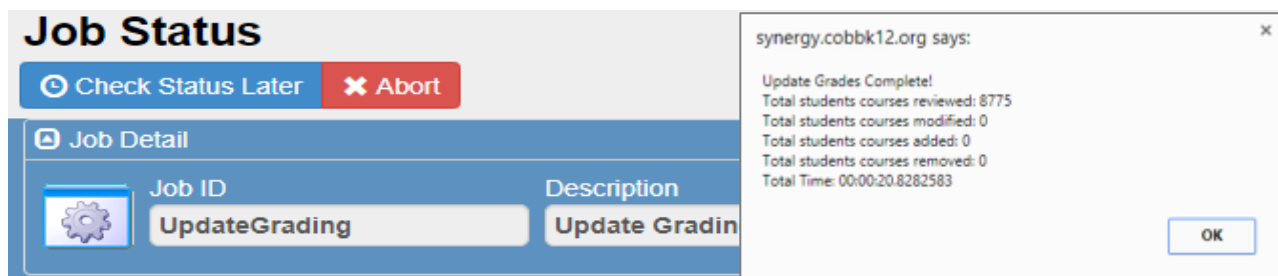 Job Status
Check Status Later
Abort
Job Detail
Job ID
Description
UpdateGrading
Update Gradin
synergy.cobbk12.org says:
Update Grades Complete!
Total students courses reviewed: 8775
Total students courses modified: 0
Total students courses added: 0
Total students courses removed: 0
Total Time: 00:00:20.8282583
OK